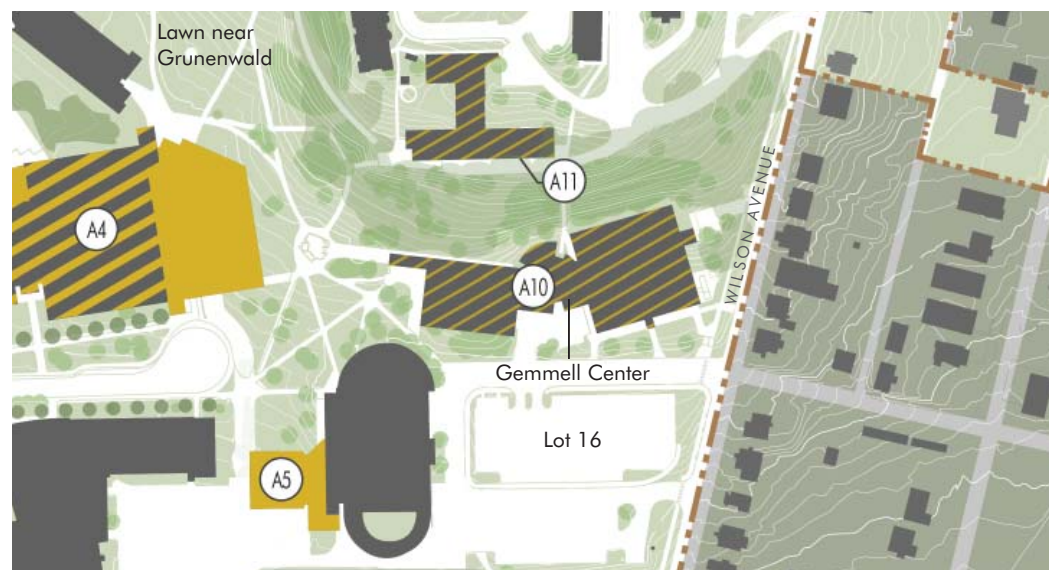 Lawn near
Grunenwald
A11
WILSON AVENUE
A4
A10
Gemmell Center
Lot 16
A5